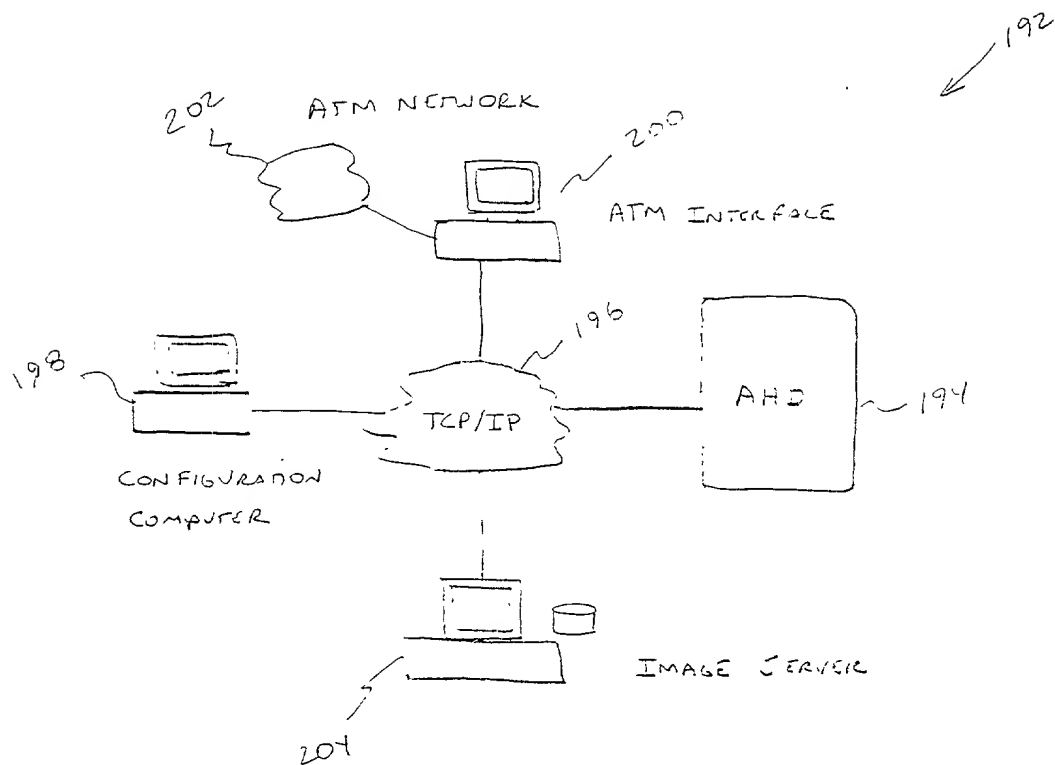 192
202
ATM NETWORK
200
ATM INTERFACE
196
198
TCP/IP
AHD
194
CONFIGURATION
COMPUTER
IMAGE SERVER
204